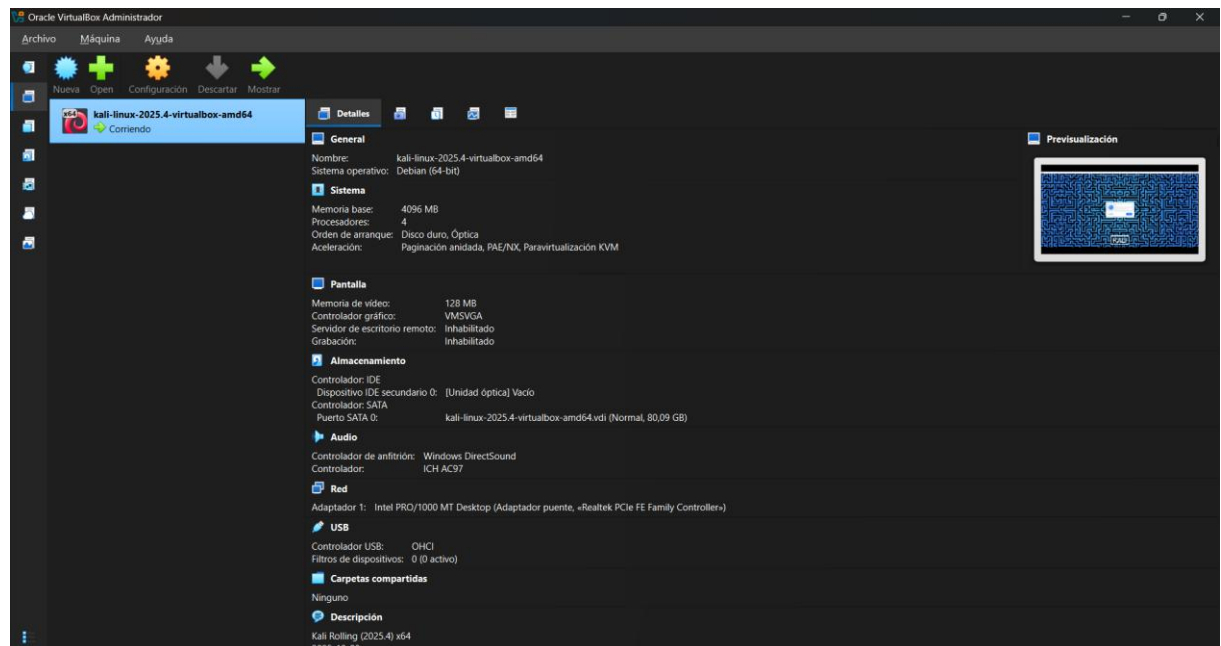 Oracle VirtualBox Administrador
Archivo Máquina Ayuda
Nueva Open Configuración Descartar Mostrar
kali-linux-2025.4-virtualbox-amd64
Corriendo
Detalles
General
Nombre: kali-linux-2025.4-virtualbox-amd64
Sistema operativo: Debian (64-bit)
Sistema
Memoria base: 4096 MB
Procesadores: 4
Orden de arranque: Disco duro, Óptica
Aceleración: Paginación anidada, PAE/NX, Paravirtualización KVM
Pantalla
Memoria de vídeo: 128 MB
Controlador gráfico: VMSVGA
Servidor de escritorio remoto: Inhabilitado
Grabación: Inhabilitado
Almacenamiento
Controlador: IDE
Dispositivo IDE secundario 0: [Unidad óptica] Vacío
Controlador: SATA
Puerto SATA 0: kali-linux-2025.4-virtualbox-amd64.vdi (Normal, 80,09 GB)
Audio
Controlador de anfitrión: Windows DirectSound
Controlador: ICH AC97
Red
Adaptador 1: Intel PRO/1000 MT Desktop (Adaptador puente, «Realtek PCIe FE Family Controller»)
USB
Controlador USB: OHCI
Filtros de dispositivos: 0 (0 activo)
Carpetas compartidas
Ninguno
Descripción
Kali Rolling (2025.4) x64
Previsualización